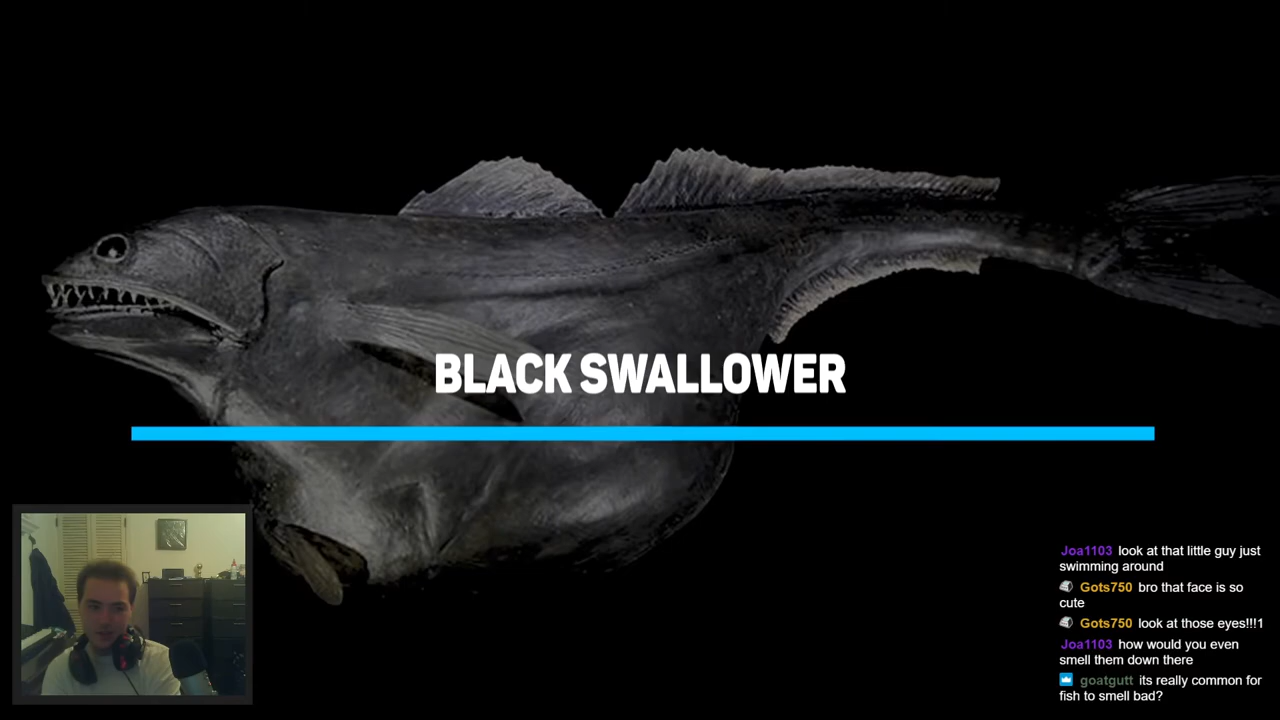 BLACK SWALLOWER
Joa1103 look at that little guy just
swimming around
Gots750 bro that face is so
cute
Gots750 look at those eyes!!!1
Joa1103 how would you even
smell them down there
goatgutt its really common for
fish to smell bad?